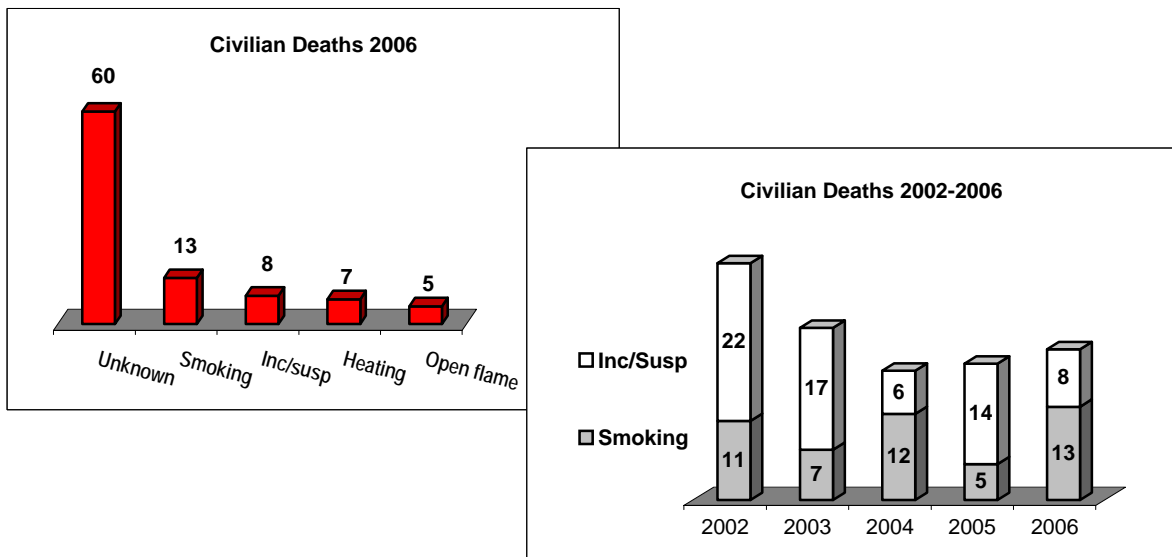 Civilian Deaths 2006
60
13
8
7
5
Unknown
Smoking
Inc/susp
Heating
Open flame
Civilian Deaths 2002-2006
Inc/Susp
Smoking
22
17
6
14
8
11
7
12
5
13
2002
2003
2004
2005
2006